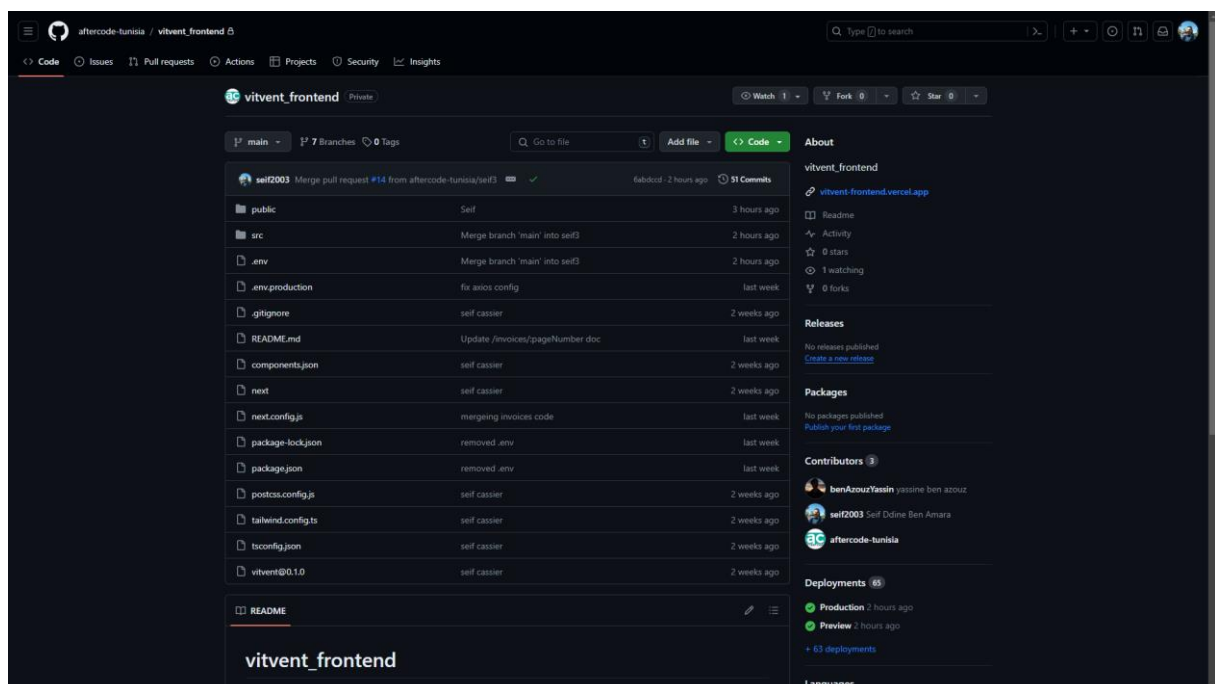 aftercode-tunisia / vitvent_frontend
Type / to search
<> Code Issues Pull requests Actions Projects Security Insights
vitvent_frontend Private
Watch 1 Fork 0 Star 0
main 7 Branches 0 Tags Go to file t Add file <> Code
seif2003 Merge pull request #14 from aftercode-tunisia/seif3 6abdccd · 2 hours ago 51 Commits
public Seif 3 hours ago
src Merge branch 'main' into seif3 2 hours ago
.env Merge branch 'main' into seif3 2 hours ago
.env.production fix axios config last week
.gitignore seif cassier 2 weeks ago
README.md Update /invoices/:pageNumber doc last week
components.json seif cassier 2 weeks ago
next seif cassier 2 weeks ago
next.config.js mergeing invoices code last week
package-lock.json removed .env last week
package.json removed .env last week
postcss.config.js seif cassier 2 weeks ago
tailwind.config.ts seif cassier 2 weeks ago
tsconfig.json seif cassier 2 weeks ago
vitvent@0.1.0 seif cassier 2 weeks ago
README
vitvent_frontend
About
vitvent_frontend
vitvent-frontend.vercel.app
Readme
Activity
0 stars
1 watching
0 forks
Releases
No releases published
Create a new release
Packages
No packages published
Publish your first package
Contributors 3
benAzouzYassin yassine ben azouz
seif2003 Seif Ddine Ben Amara
ac aftercode-tunisia
Deployments 65
Production 2 hours ago
Preview 2 hours ago
+ 63 deployments
Languages